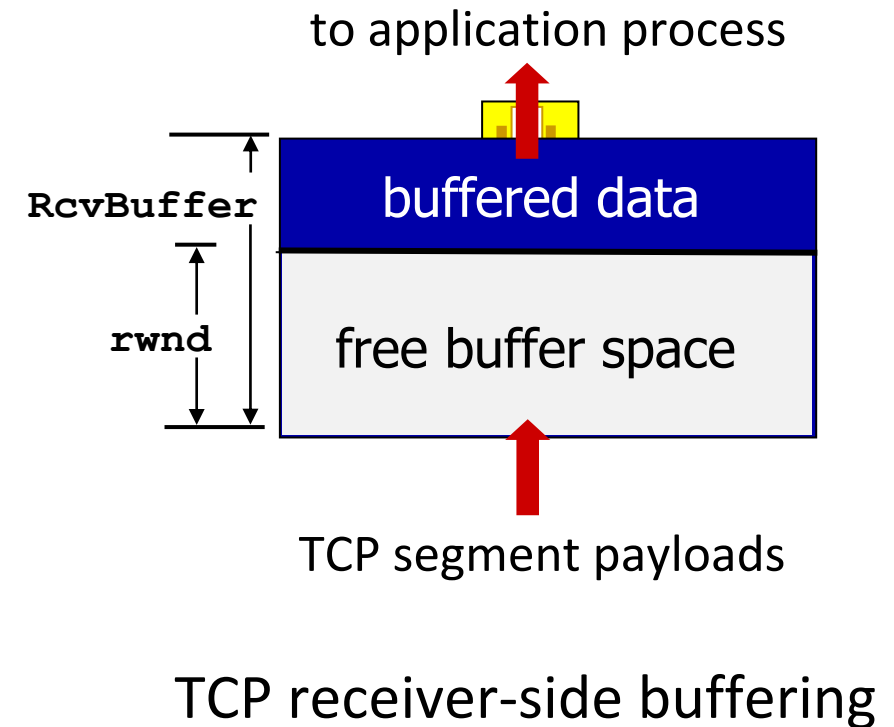 to application process
RcvBuffer
buffered data
rwnd
free buffer space
TCP segment payloads
TCP receiver-side buffering